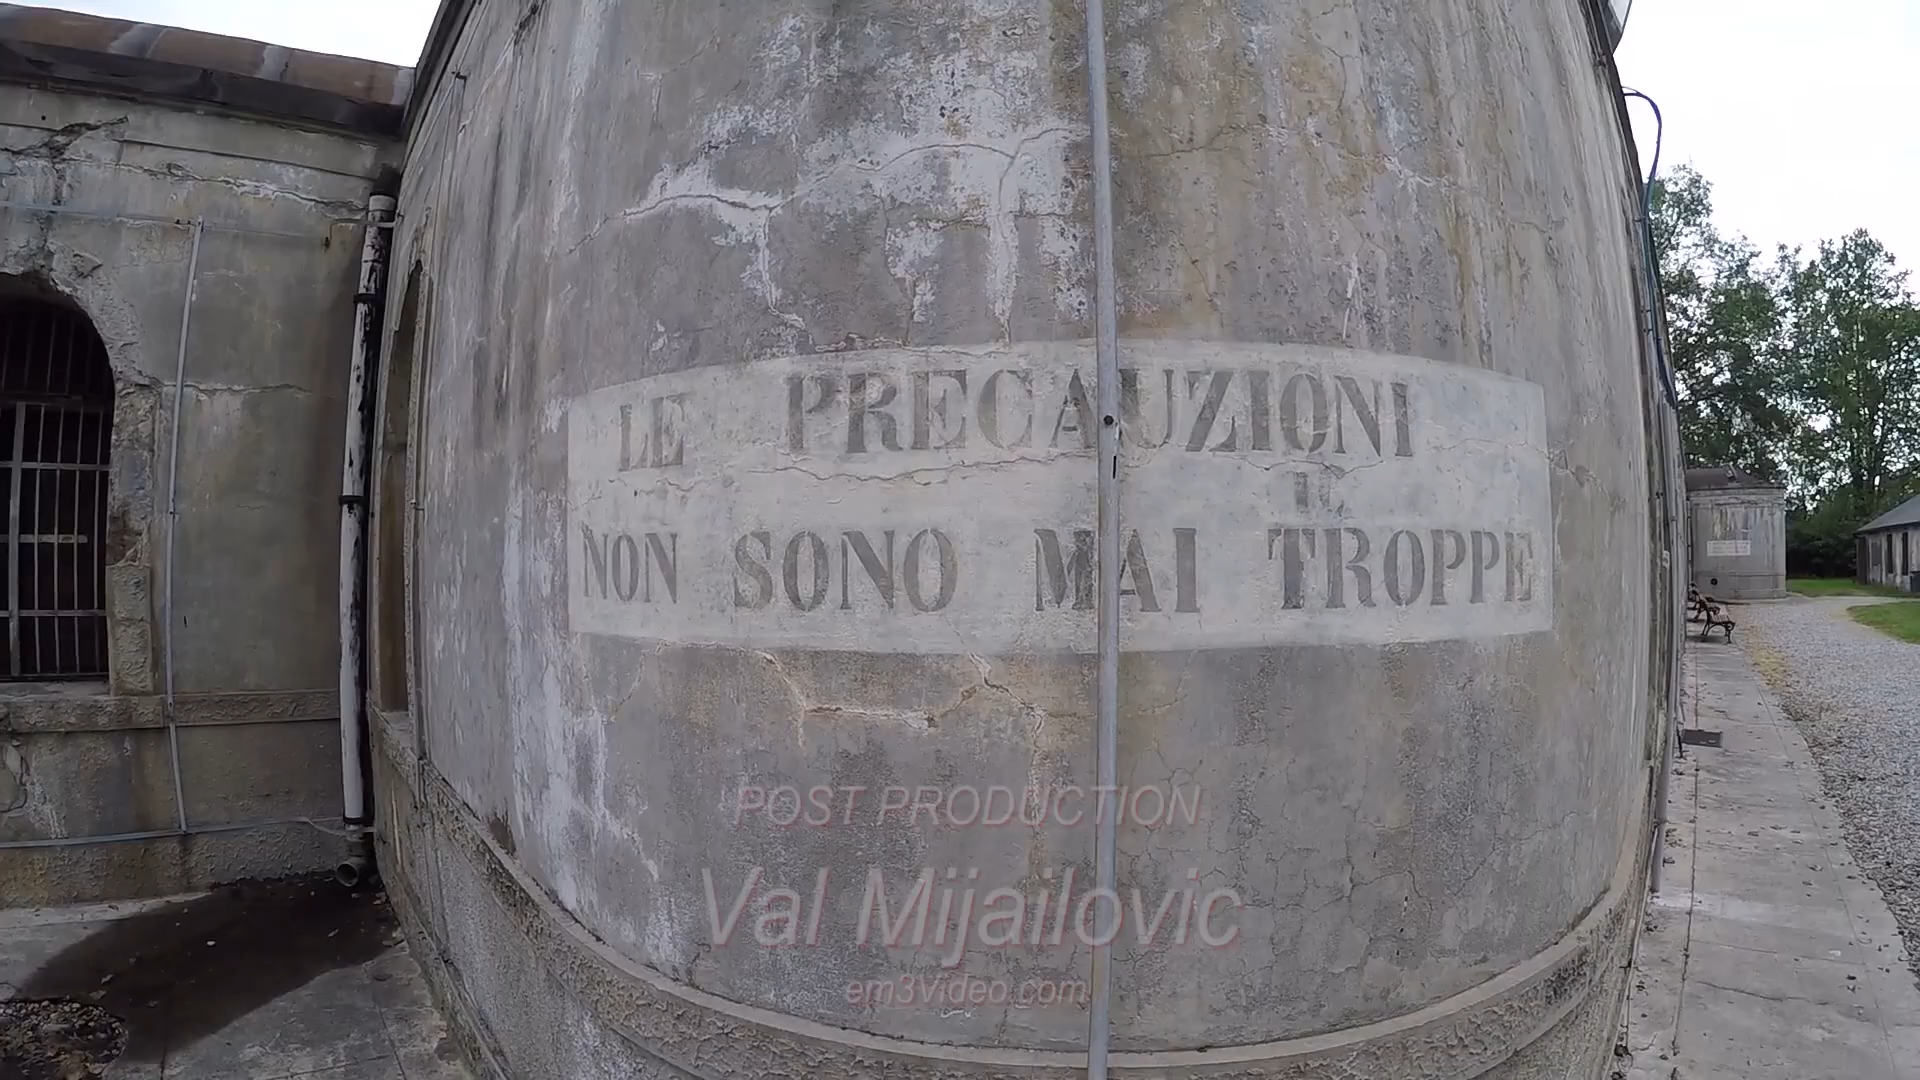 LE PRECAUZIONI
NON SONO MAI TROPPE
POST PRODUCTION
Val Mijailovic
em3Video.com